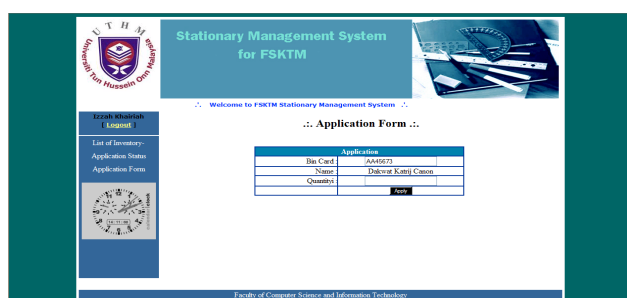 UTHM
Universiti Tun Hussein Onn Malaysia
Stationary Management System
for FSKTM
.:. Welcome to FSKTM Stationary Management System .:.
Izzah Khairiah
[ Logout ]
List of Inventory-
Application Status
Application Form
.:. Application Form .:.
Application
Bin Card : AA45673
Name : Dakwat Katrij Canon
Quantityi :
Apply
Faculty of Computer Science and Information Technology